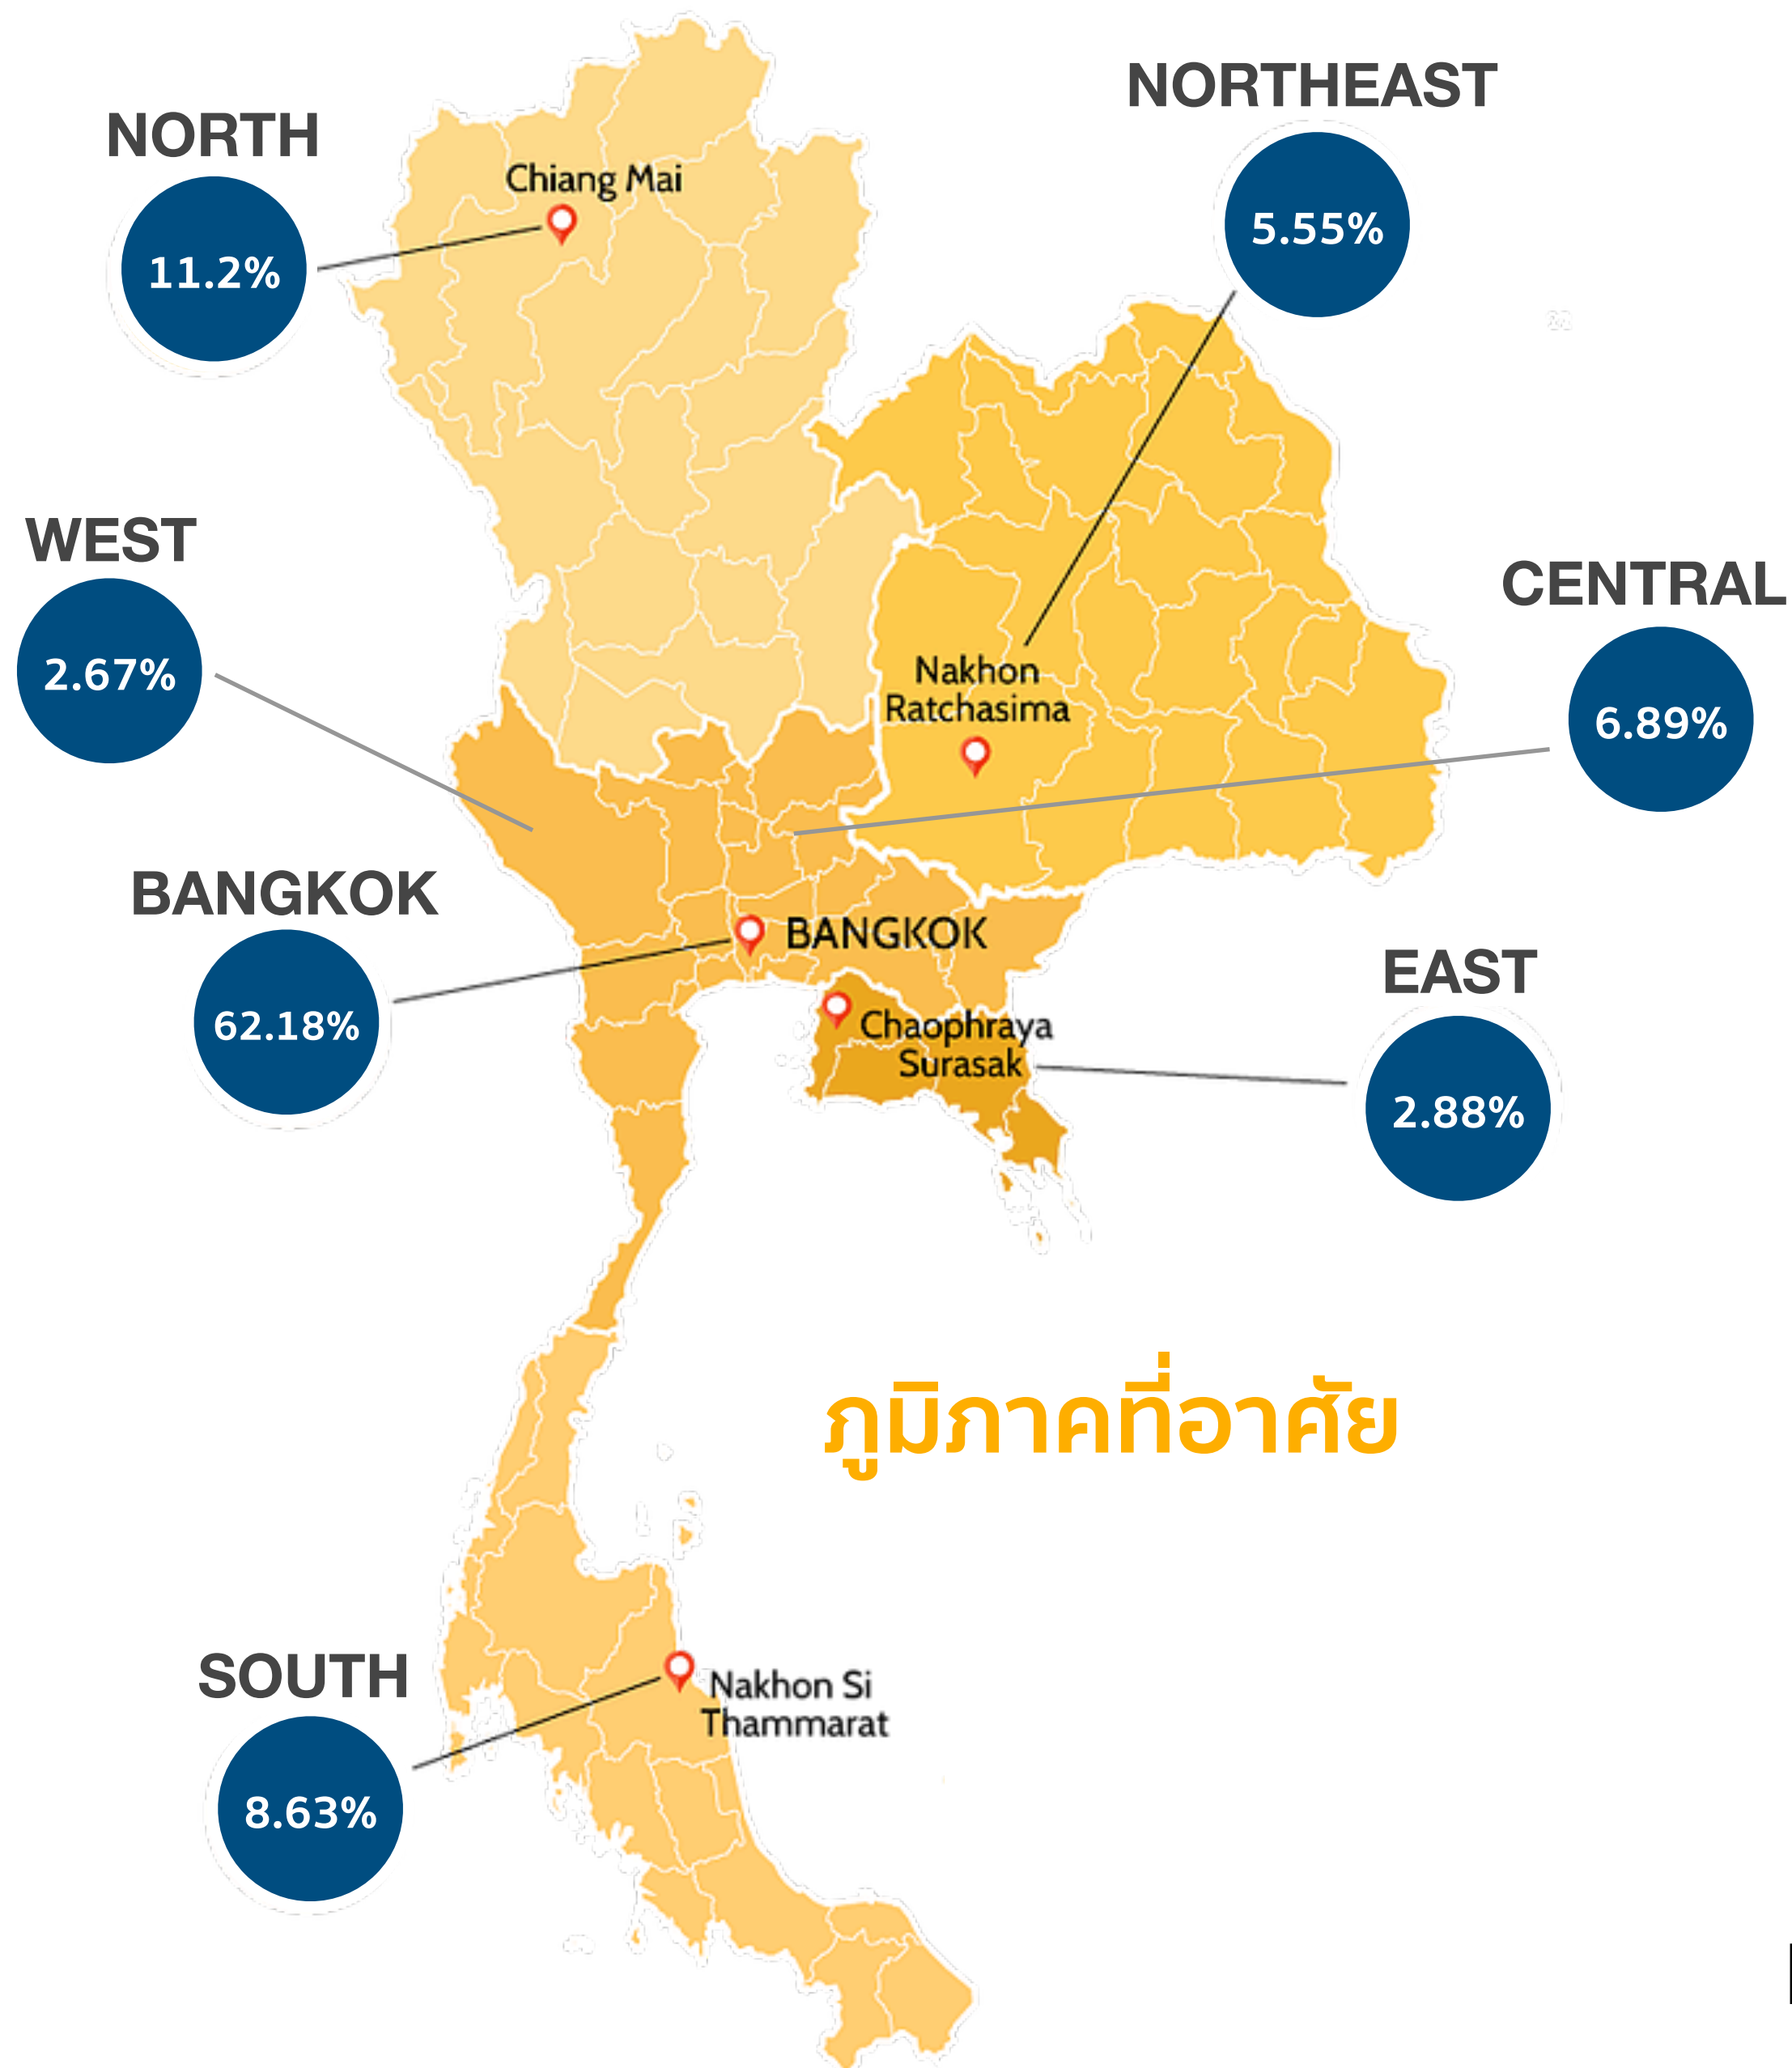 NORTHEAST
5.55%
NORTH
11.2%
Chiang Mai
WEST
2.67%
CENTRAL
6.89%
Nakhon
Ratchasima
BANGKOK
62.18%
BANGKOK
EAST
2.88%
Chaophraya
Surasak
ภูมิภาคที่อาศัย
SOUTH
8.63%
Nakhon Si
Thammarat